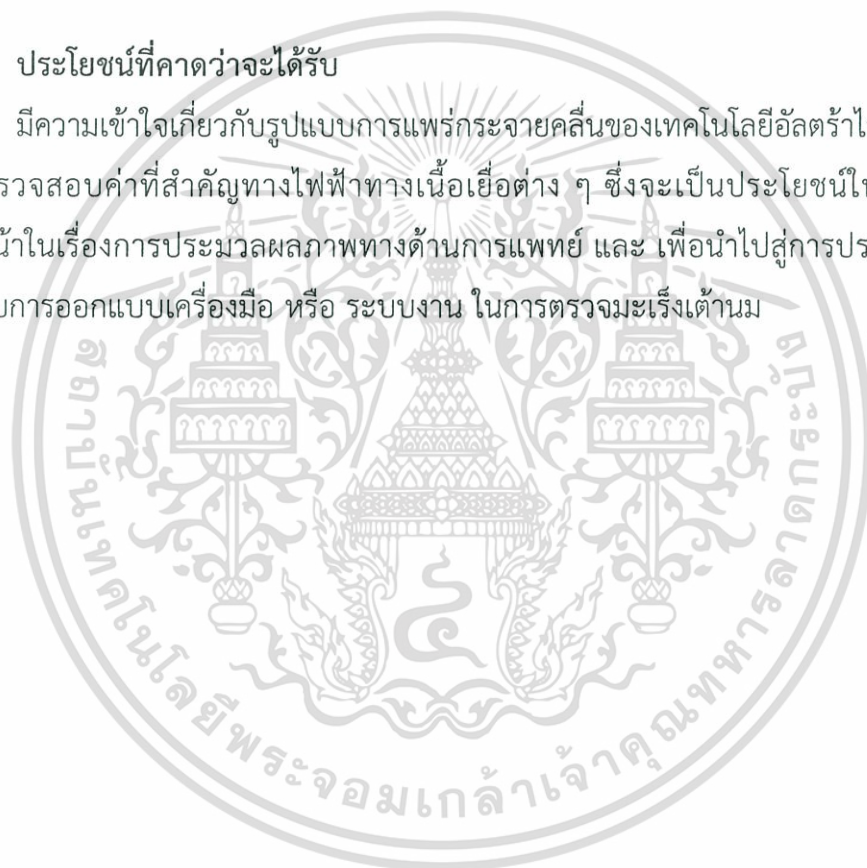 ประโยชน์ที่คาดว่าจะได้รับ
มีความเข้าใจเกี่ยวกับรูปแบบการแพร่กระจายคลื่นของเทคโนโลยีอัลตร้าไ
รวจสอบค่าที่สำคัญทางไฟฟ้าทางเนื้อเยื่อต่าง ๆ ซึ่งจะเป็นประโยชน์ใน
น้าในเรื่องการประมวลผลภาพทางด้านการแพทย์ และ เพื่อนำไปสู่การประ
บการออกแบบเครื่องมือ หรือ ระบบงาน ในการตรวจมะเร็งเต้านม
สถาบันเทคโนโลยีพระจอมเกล้าเจ้าคุณทหารลาดกระบัง